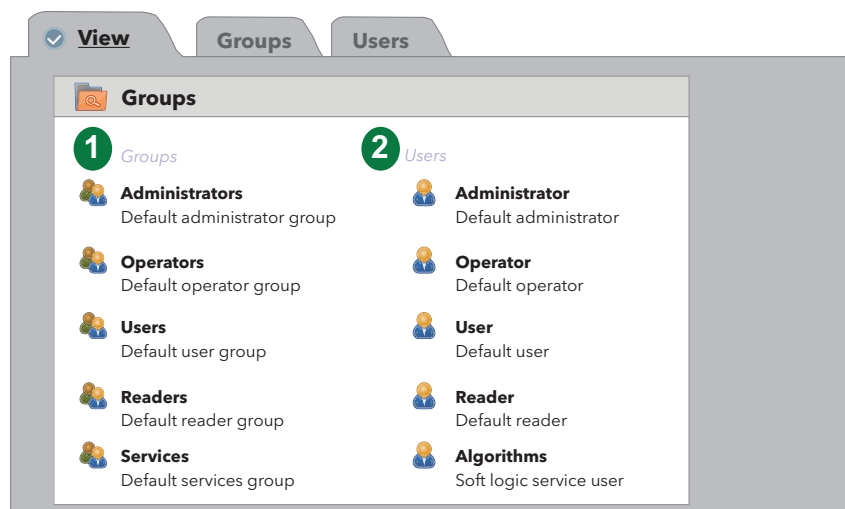 View
Groups
Users
Groups
1
Groups
Administrators
Default administrator group
Operators
Default operator group
Users
Default user group
Readers
Default reader group
Services
Default services group
2
Users
Administrator
Default administrator
Operator
Default operator
User
Default user
Reader
Default reader
Algorithms
Soft logic service user